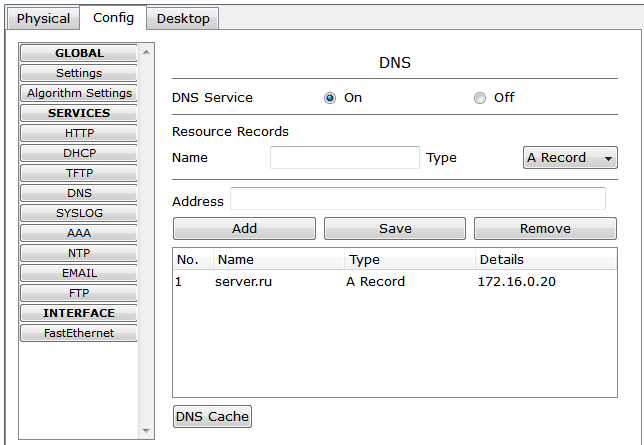 Physical Config Desktop
GLOBAL
Settings
Algorithm Settings
SERVICES
HTTP
DHCP
TFTP
DNS
SYSLOG
AAA
NTP
EMAIL
FTP
INTERFACE
FastEthernet
DNS
DNS Service On Off
Resource Records
Name Type A Record
Address
Add Save Remove
No. Name Type Details
1 server.ru A Record 172.16.0.20
DNS Cache